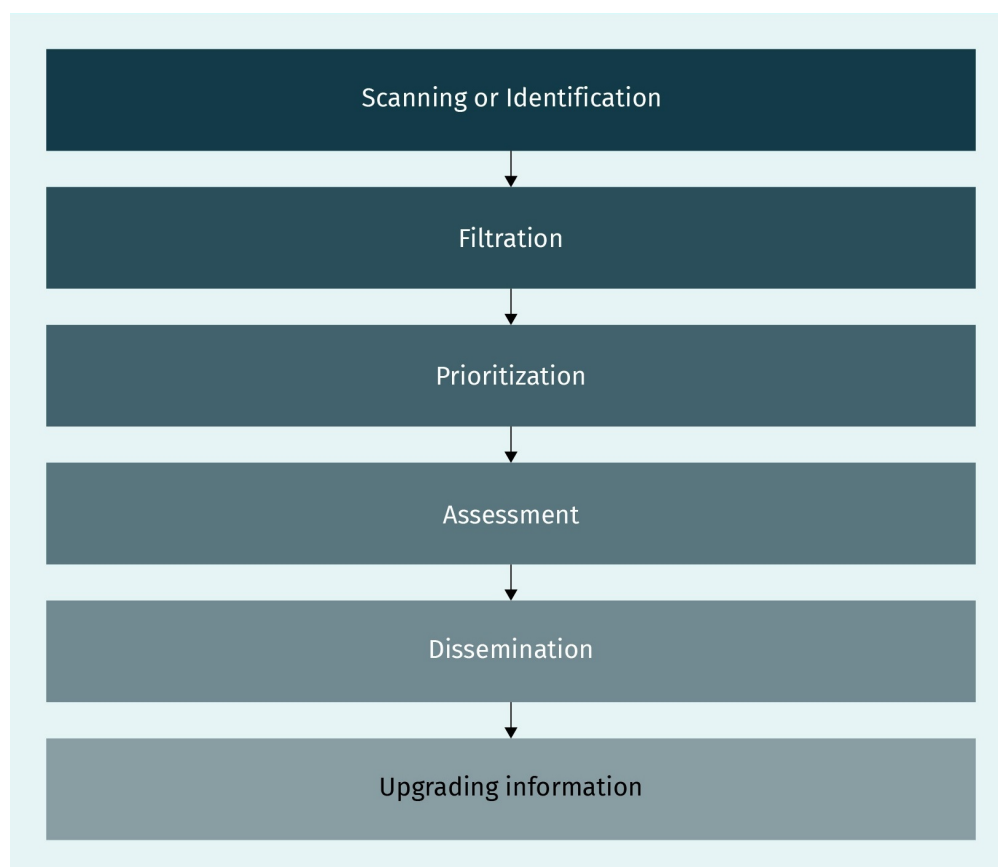 Scanning or Identification
Filtration
Prioritization
Assessment
Dissemination
Upgrading information